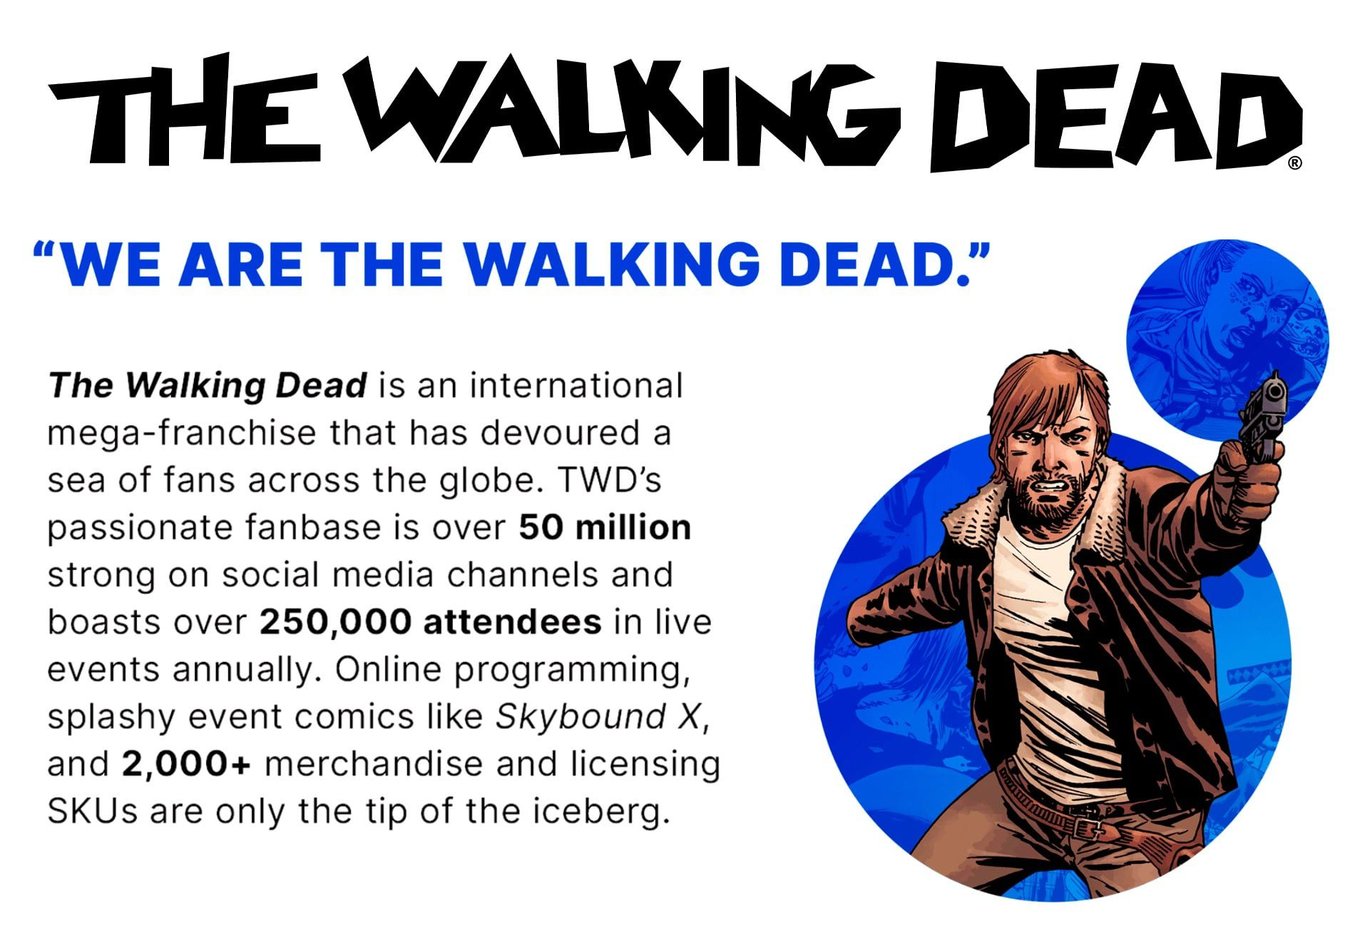 THE WALKING DEAD®
“WE ARE THE WALKING DEAD.”
The Walking Dead is an international
mega-franchise that has devoured a
sea of fans across the globe. TWD’s
passionate fanbase is over 50 million
strong on social media channels and
boasts over 250,000 attendees in live
events annually. Online programming,
splashy event comics like Skybound X,
and 2,000+ merchandise and licensing
SKUs are only the tip of the iceberg.